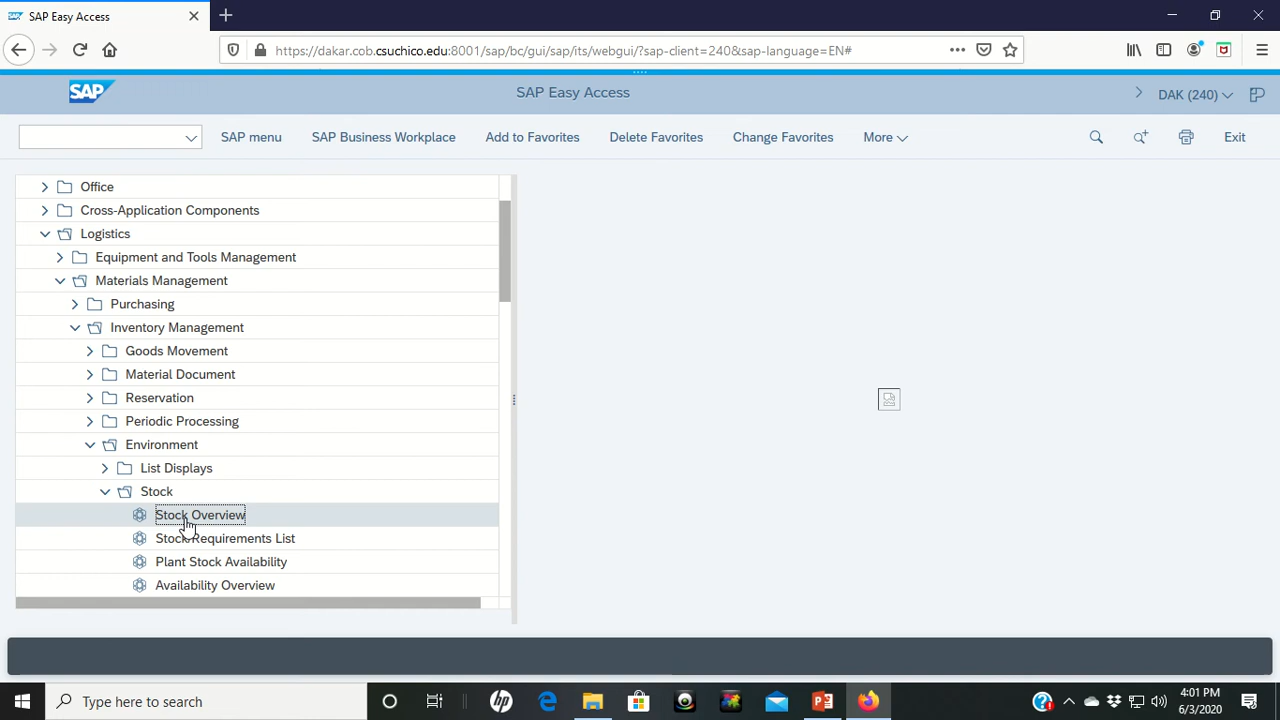 SAP Easy Access
https://dakar.cob.csuchico.edu:8001/sap/bc/gui/sap/its/webgui/?sap-client=240&sap-language=EN#
SAP SAP Easy Access DAK (240)
SAP menu SAP Business Workplace Add to Favorites Delete Favorites Change Favorites More Exit
Office
Cross-Application Components
Logistics
Equipment and Tools Management
Materials Management
Purchasing
Inventory Management
Goods Movement
Material Document
Reservation
Periodic Processing
Environment
List Displays
Stock
Stock Overview
Stock Requirements List
Plant Stock Availability
Availability Overview
Type here to search
4:01 PM
6/3/2020